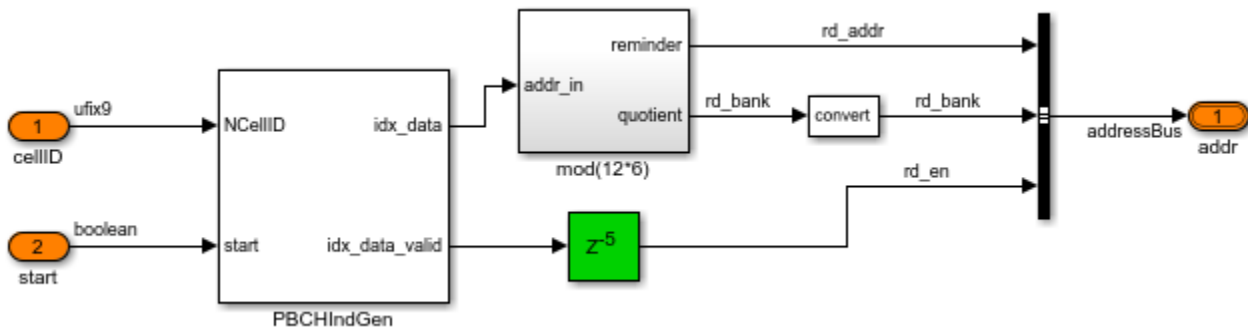 1
ufix9
cellID
2
boolean
start
NCellID
idx_data
start
idx_data_valid
PBCHIndGen
addr_in
reminder
quotient
mod(12*6)
rd_addr
rd_bank
convert
rd_bank
Z-5
rd_en
addressBus
1
addr